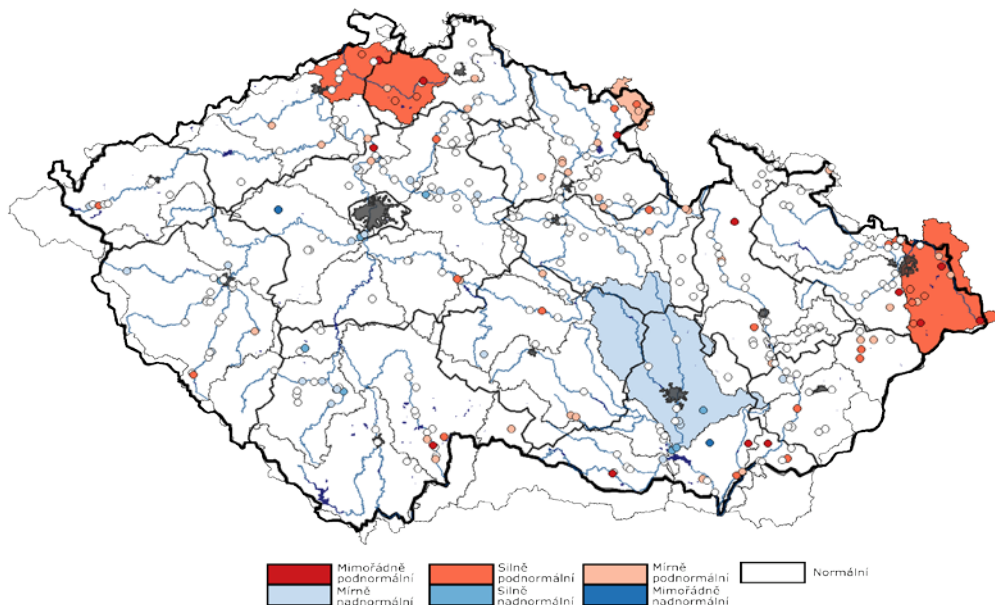 Mimořádně
podnormální
Silně
podnormální
Mírně
podnormální
Normální
Mírně
nadnormální
Silně
nadnormální
Mimořádně
nadnormální